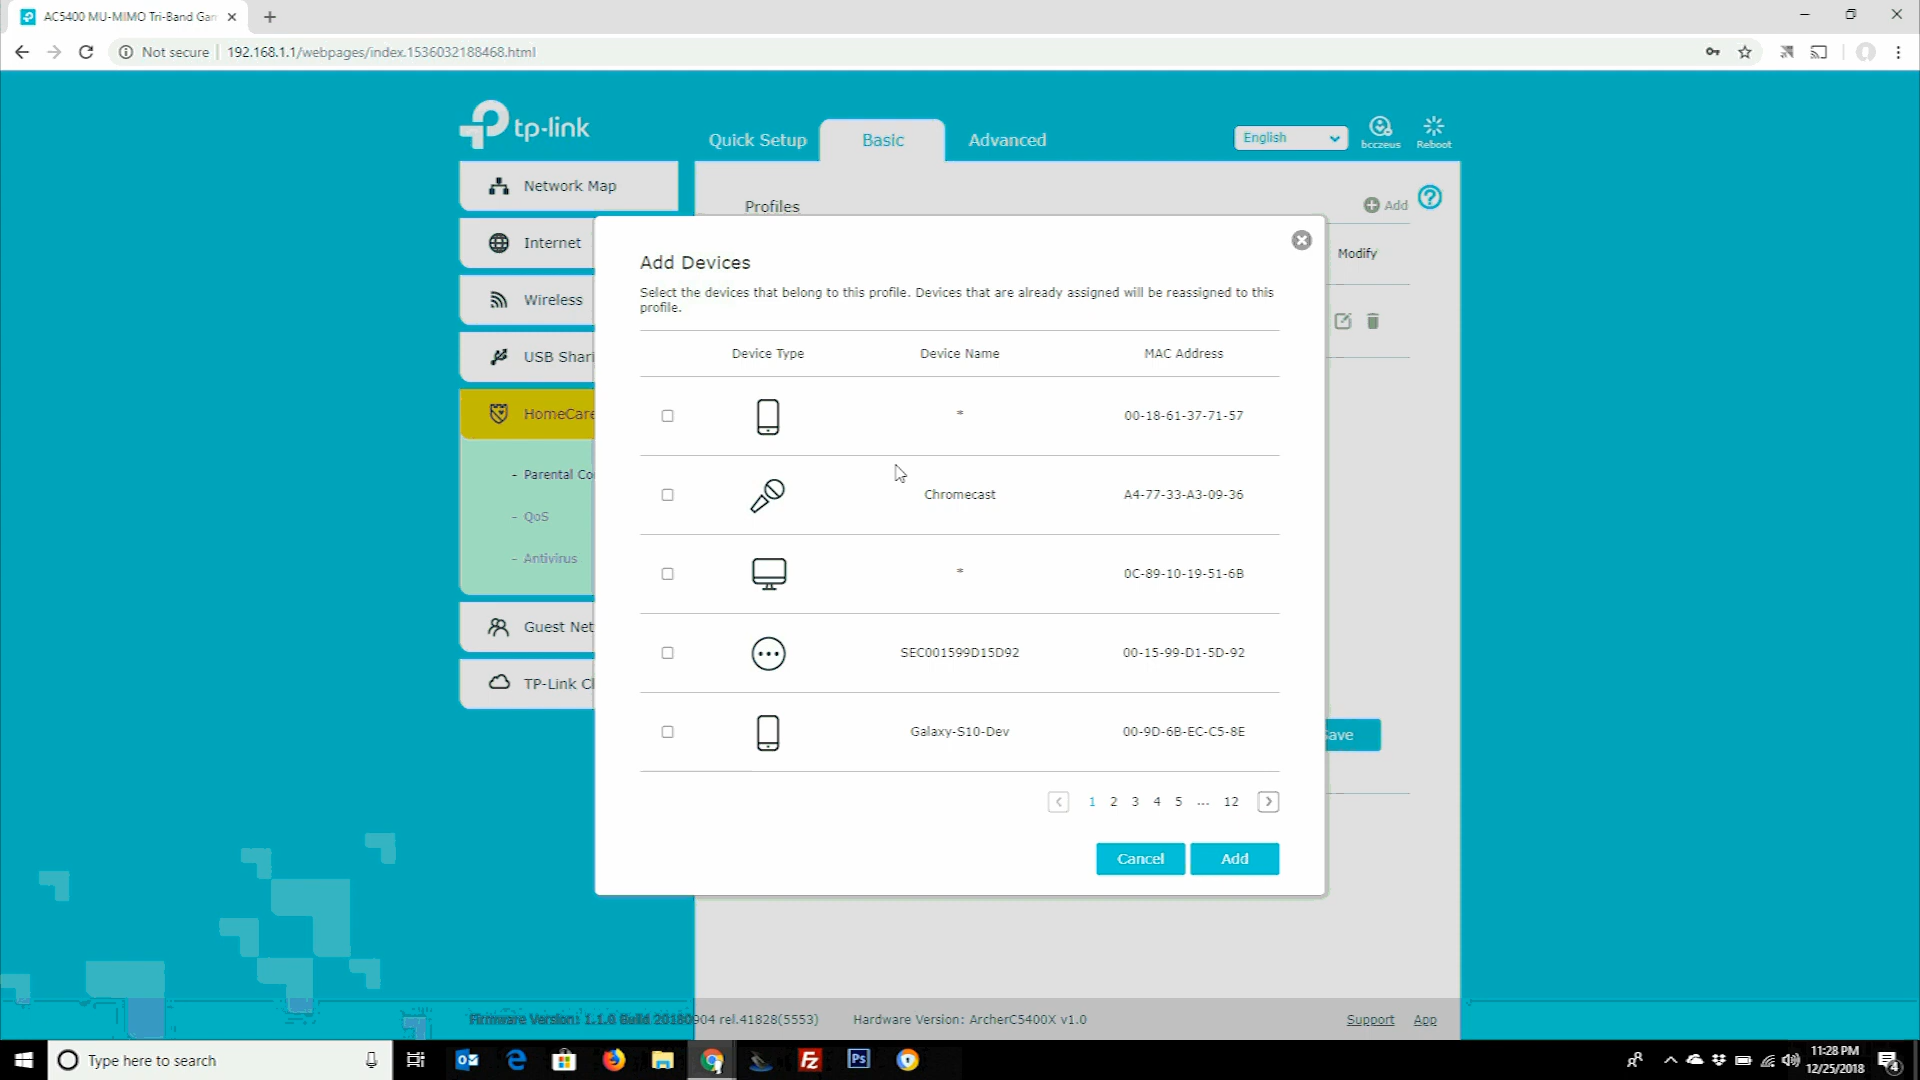 AC5400 MU-MIMO Tri-Band Gam
Not secure
192.168.1.1/webpages/index.1536032188468.html
tp-link
Quick Setup
Basic
Advanced
English
bcczeus
Reboot
Network Map
Internet
Wireless
USB Shari
HomeCare
- Parental Co
- QoS
- Antivirus
Guest Net
TP-Link Cl
Profiles
Add
Modify
Add Devices
Select the devices that belong to this profile. Devices that are already assigned will be reassigned to this
profile.
Device Type Device Name MAC Address
* 00-18-61-37-71-57
Chromecast A4-77-33-A3-09-36
* 0C-89-10-19-51-6B
SEC001599D15D92 00-15-99-D1-5D-92
Galaxy-S10-Dev 00-9D-6B-EC-C5-8E
Save
1 2 3 4 5 ... 12
Cancel Add
Firmware Version: 1.1.0 Build 20180904 rel.41828(5553) Hardware Version: ArcherC5400X v1.0 Support App
Type here to search
11:28 PM
12/25/2018
4